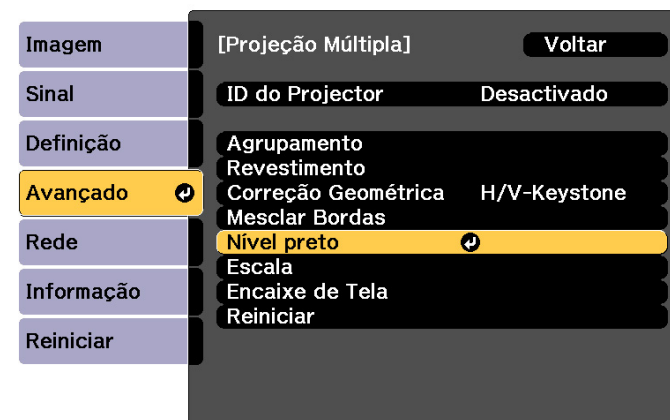 Imagem
Sinal
Definição
Avançado
Rede
Informação
Reiniciar
[Projeção Múltipla] Voltar
ID do Projector Desactivado
Agrupamento
Revestimento
Correção Geométrica H/V-Keystone
Mesclar Bordas
Nível preto
Escala
Encaixe de Tela
Reiniciar